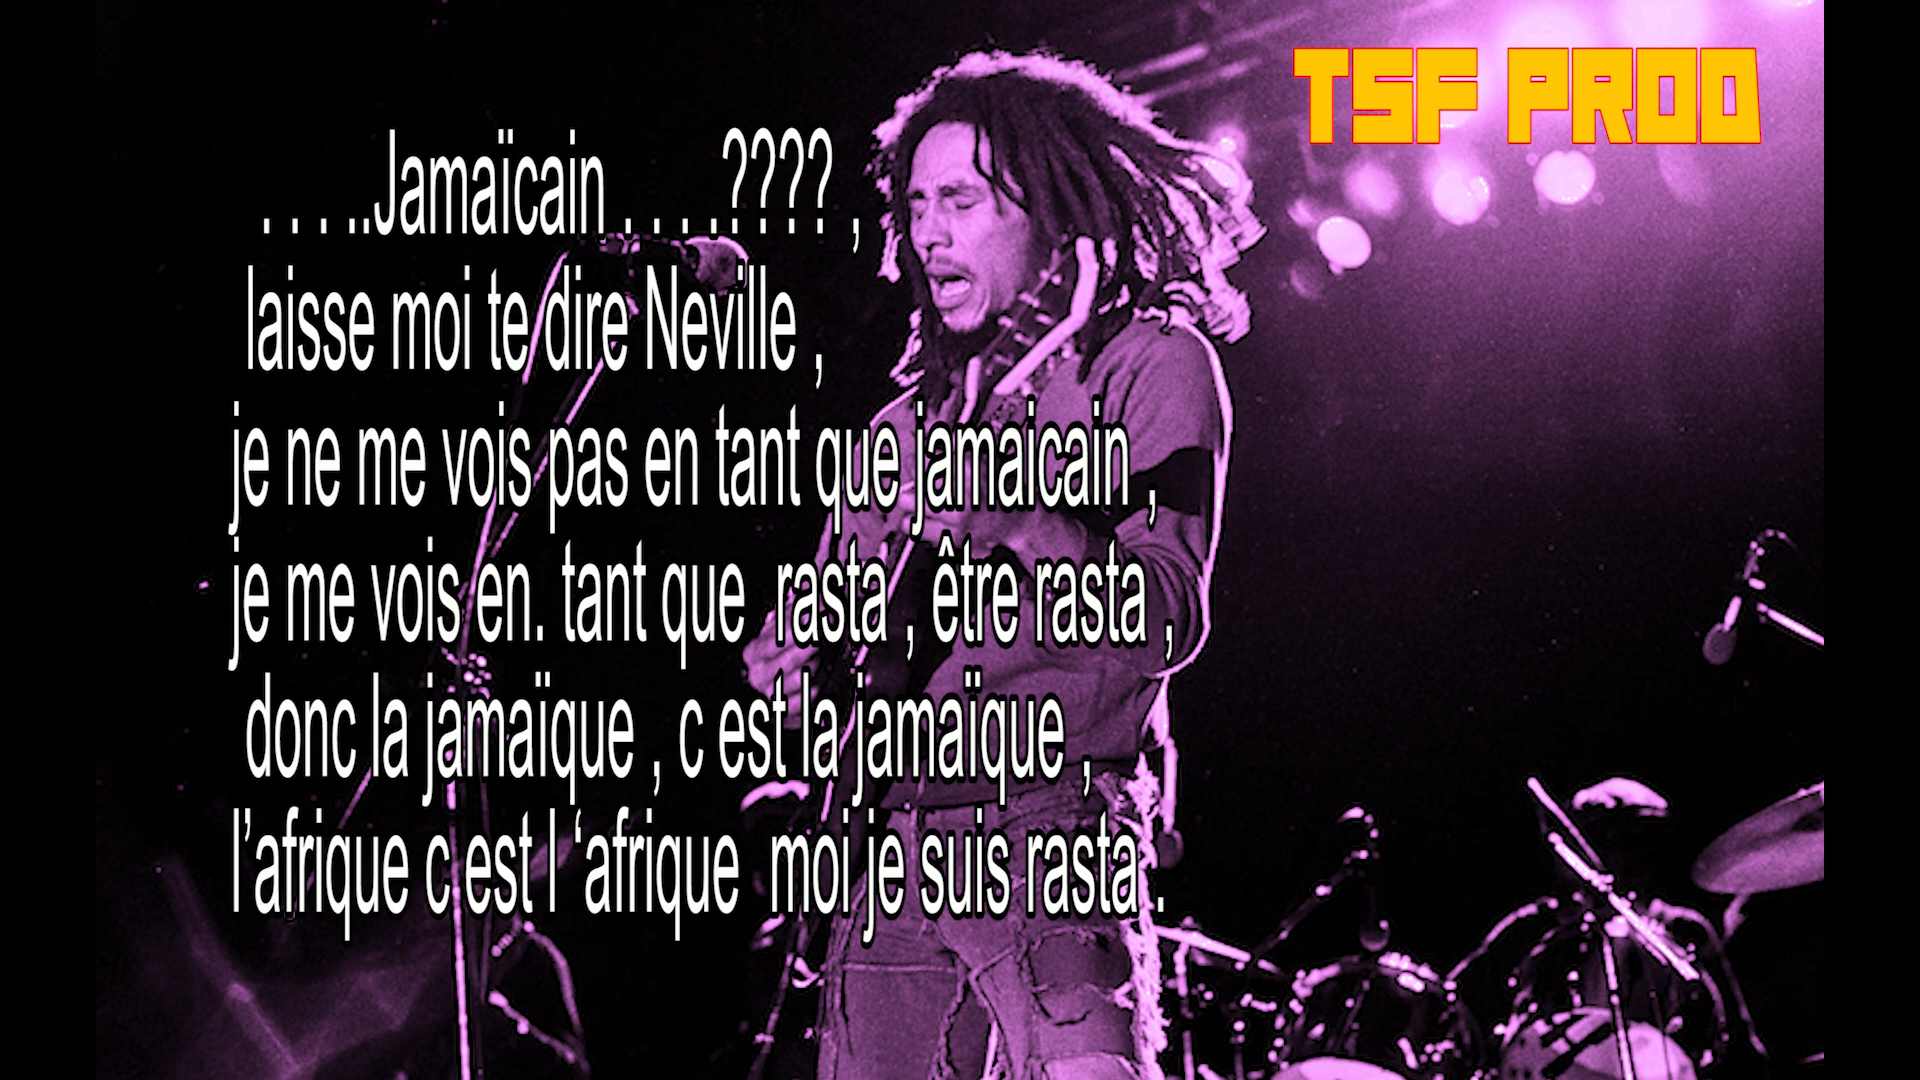 TSF PROD
. . . . ..Jamaïcain . . . . .???? ,
laisse moi te dire Neville ,
je ne me vois pas en tant que jamaicain ,
je me vois en. tant que rasta , être rasta ,
donc la jamaïque , c est la jamaïque ,
l’afrique c est l ‘afrique moi je suis rasta .